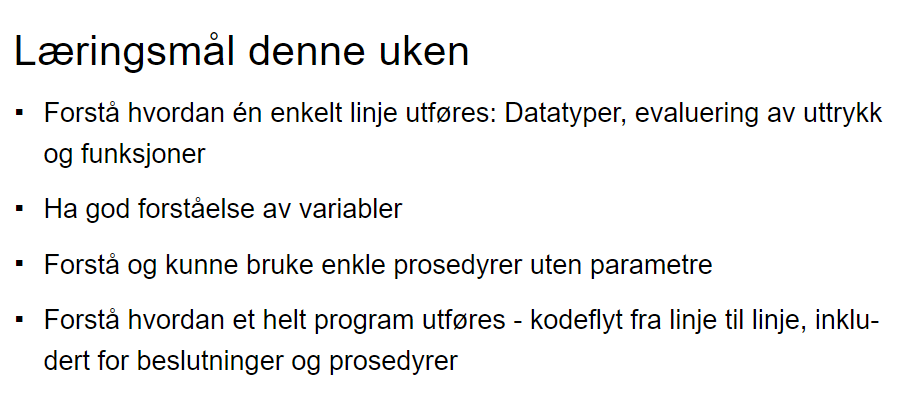 Læringsmål denne uken
▪ Forstå hvordan én enkelt linje utføres: Datatyper, evaluering av uttrykk
og funksjoner
▪ Ha god forståelse av variabler
▪ Forstå og kunne bruke enkle prosedyrer uten parametre
▪ Forstå hvordan et helt program utføres - kodeflyt fra linje til linje, inklu-
dert for beslutninger og prosedyrer